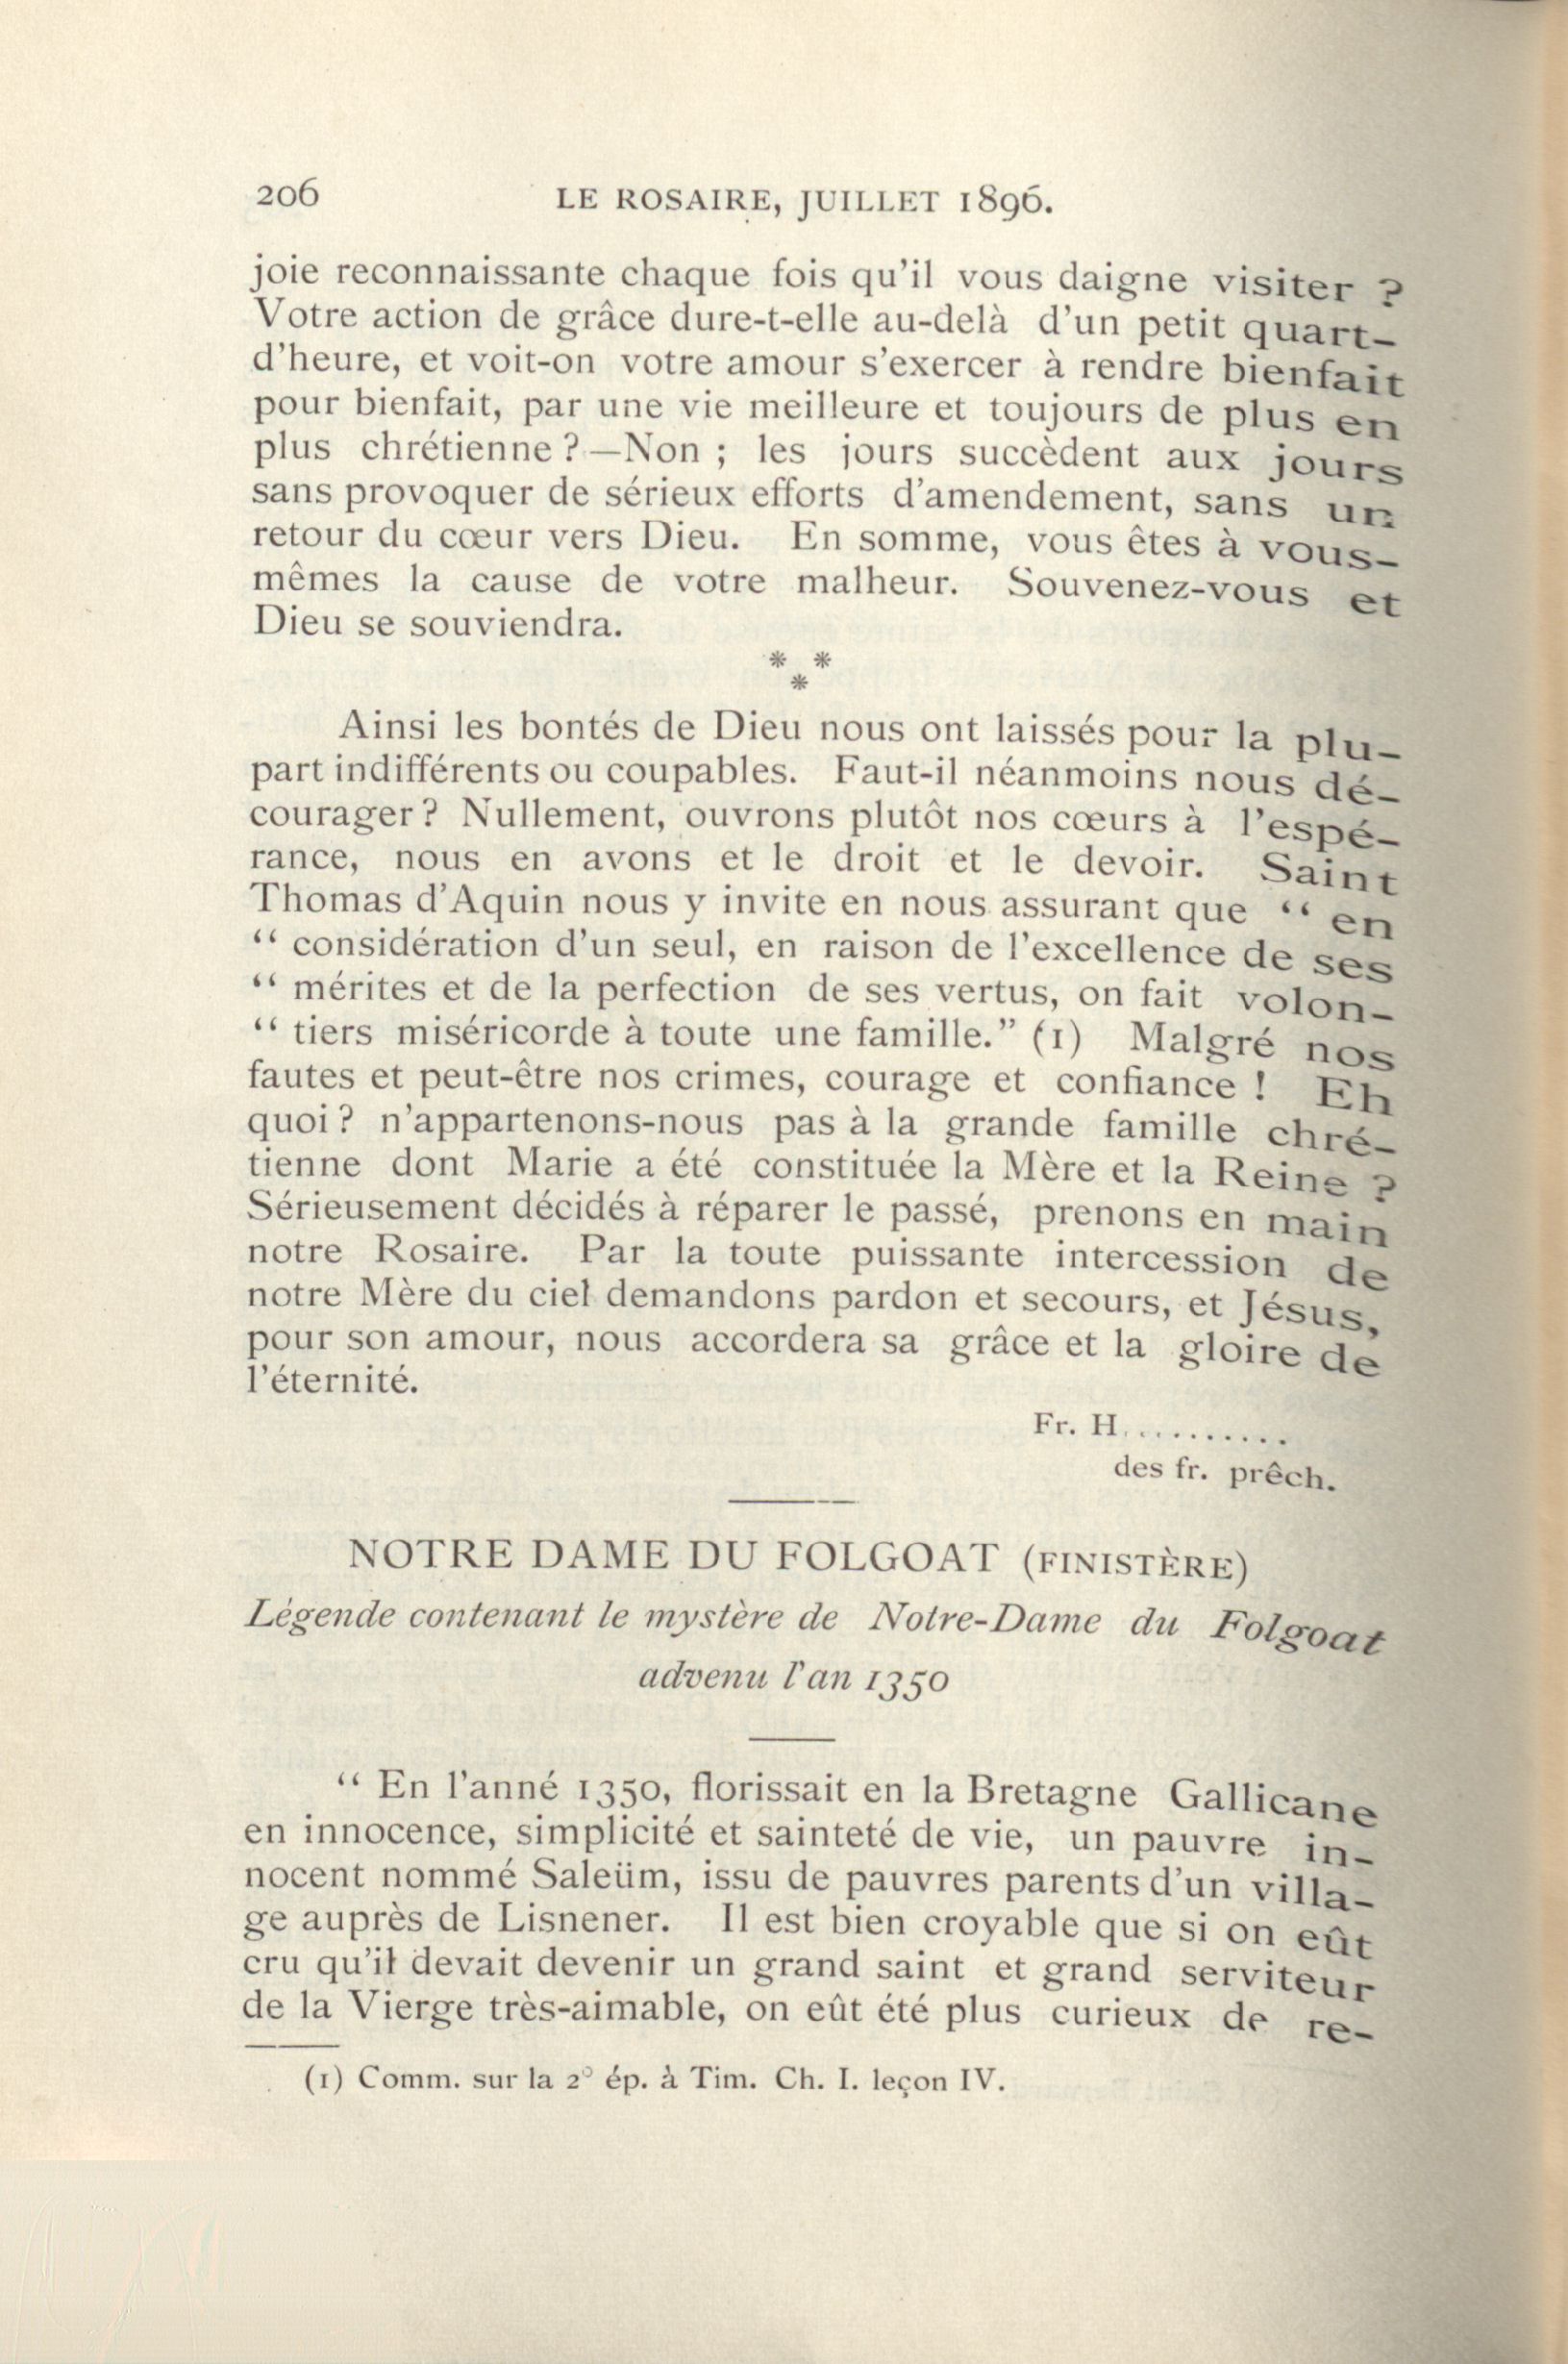 206 LE ROSAIRE, JUILLET 1896.
joie reconnaissante chaque fois qu'il vous daigne visiter ?
Votre action de grâce dure-t-elle au-delà d'un petit quart-
d'heure, et voit-on votre amour s'exercer à rendre bienfait
pour bienfait, par une vie meilleure et toujours de plus en
plus chrétienne ?—Non ; les jours succèdent aux jours
sans provoquer de sérieux efforts d'amendement, sans un
retour du cœur vers Dieu. En somme, vous êtes à vous-
mêmes la cause de votre malheur. Souvenez-vous et
Dieu se souviendra.
* * *
Ainsi les bontés de Dieu nous ont laissés pour la plu-
part indifférents ou coupables. Faut-il néanmoins nous dé-
courager ? Nullement, ouvrons plutôt nos cœurs à l'espé-
rance, nous en avons et le droit et le devoir. Saint
Thomas d'Aquin nous y invite en nous assurant que “ en
“ considération d'un seul, en raison de l'excellence de ses
“ mérites et de la perfection de ses vertus, on fait volon-
“ tiers miséricorde à toute une famille.” (1) Malgré nos
fautes et peut-être nos crimes, courage et confiance ! Eh
quoi ? n'appartenons-nous pas à la grande famille chré-
tienne dont Marie a été constituée la Mère et la Reine ?
Sérieusement décidés à réparer le passé, prenons en main
notre Rosaire. Par la toute puissante intercession de
notre Mère du ciel demandons pardon et secours, et Jésus,
pour son amour, nous accordera sa grâce et la gloire de
l'éternité.
Fr. H...........
des fr. prêch.
NOTRE DAME DU FOLGOAT (FINISTÈRE)
Légende contenant le mystère de Notre-Dame du Folgoat
advenu l'an 1350
“ En l'anné 1350, florissait en la Bretagne Gallicane
en innocence, simplicité et sainteté de vie, un pauvre in-
nocent nommé Saleüm, issu de pauvres parents d'un villa-
ge auprès de Lisnener. Il est bien croyable que si on eût
cru qu'il devait devenir un grand saint et grand serviteur
de la Vierge très-aimable, on eût été plus curieux de re-
(1) Comm. sur la 2° ép. à Tim. Ch. I. leçon IV.